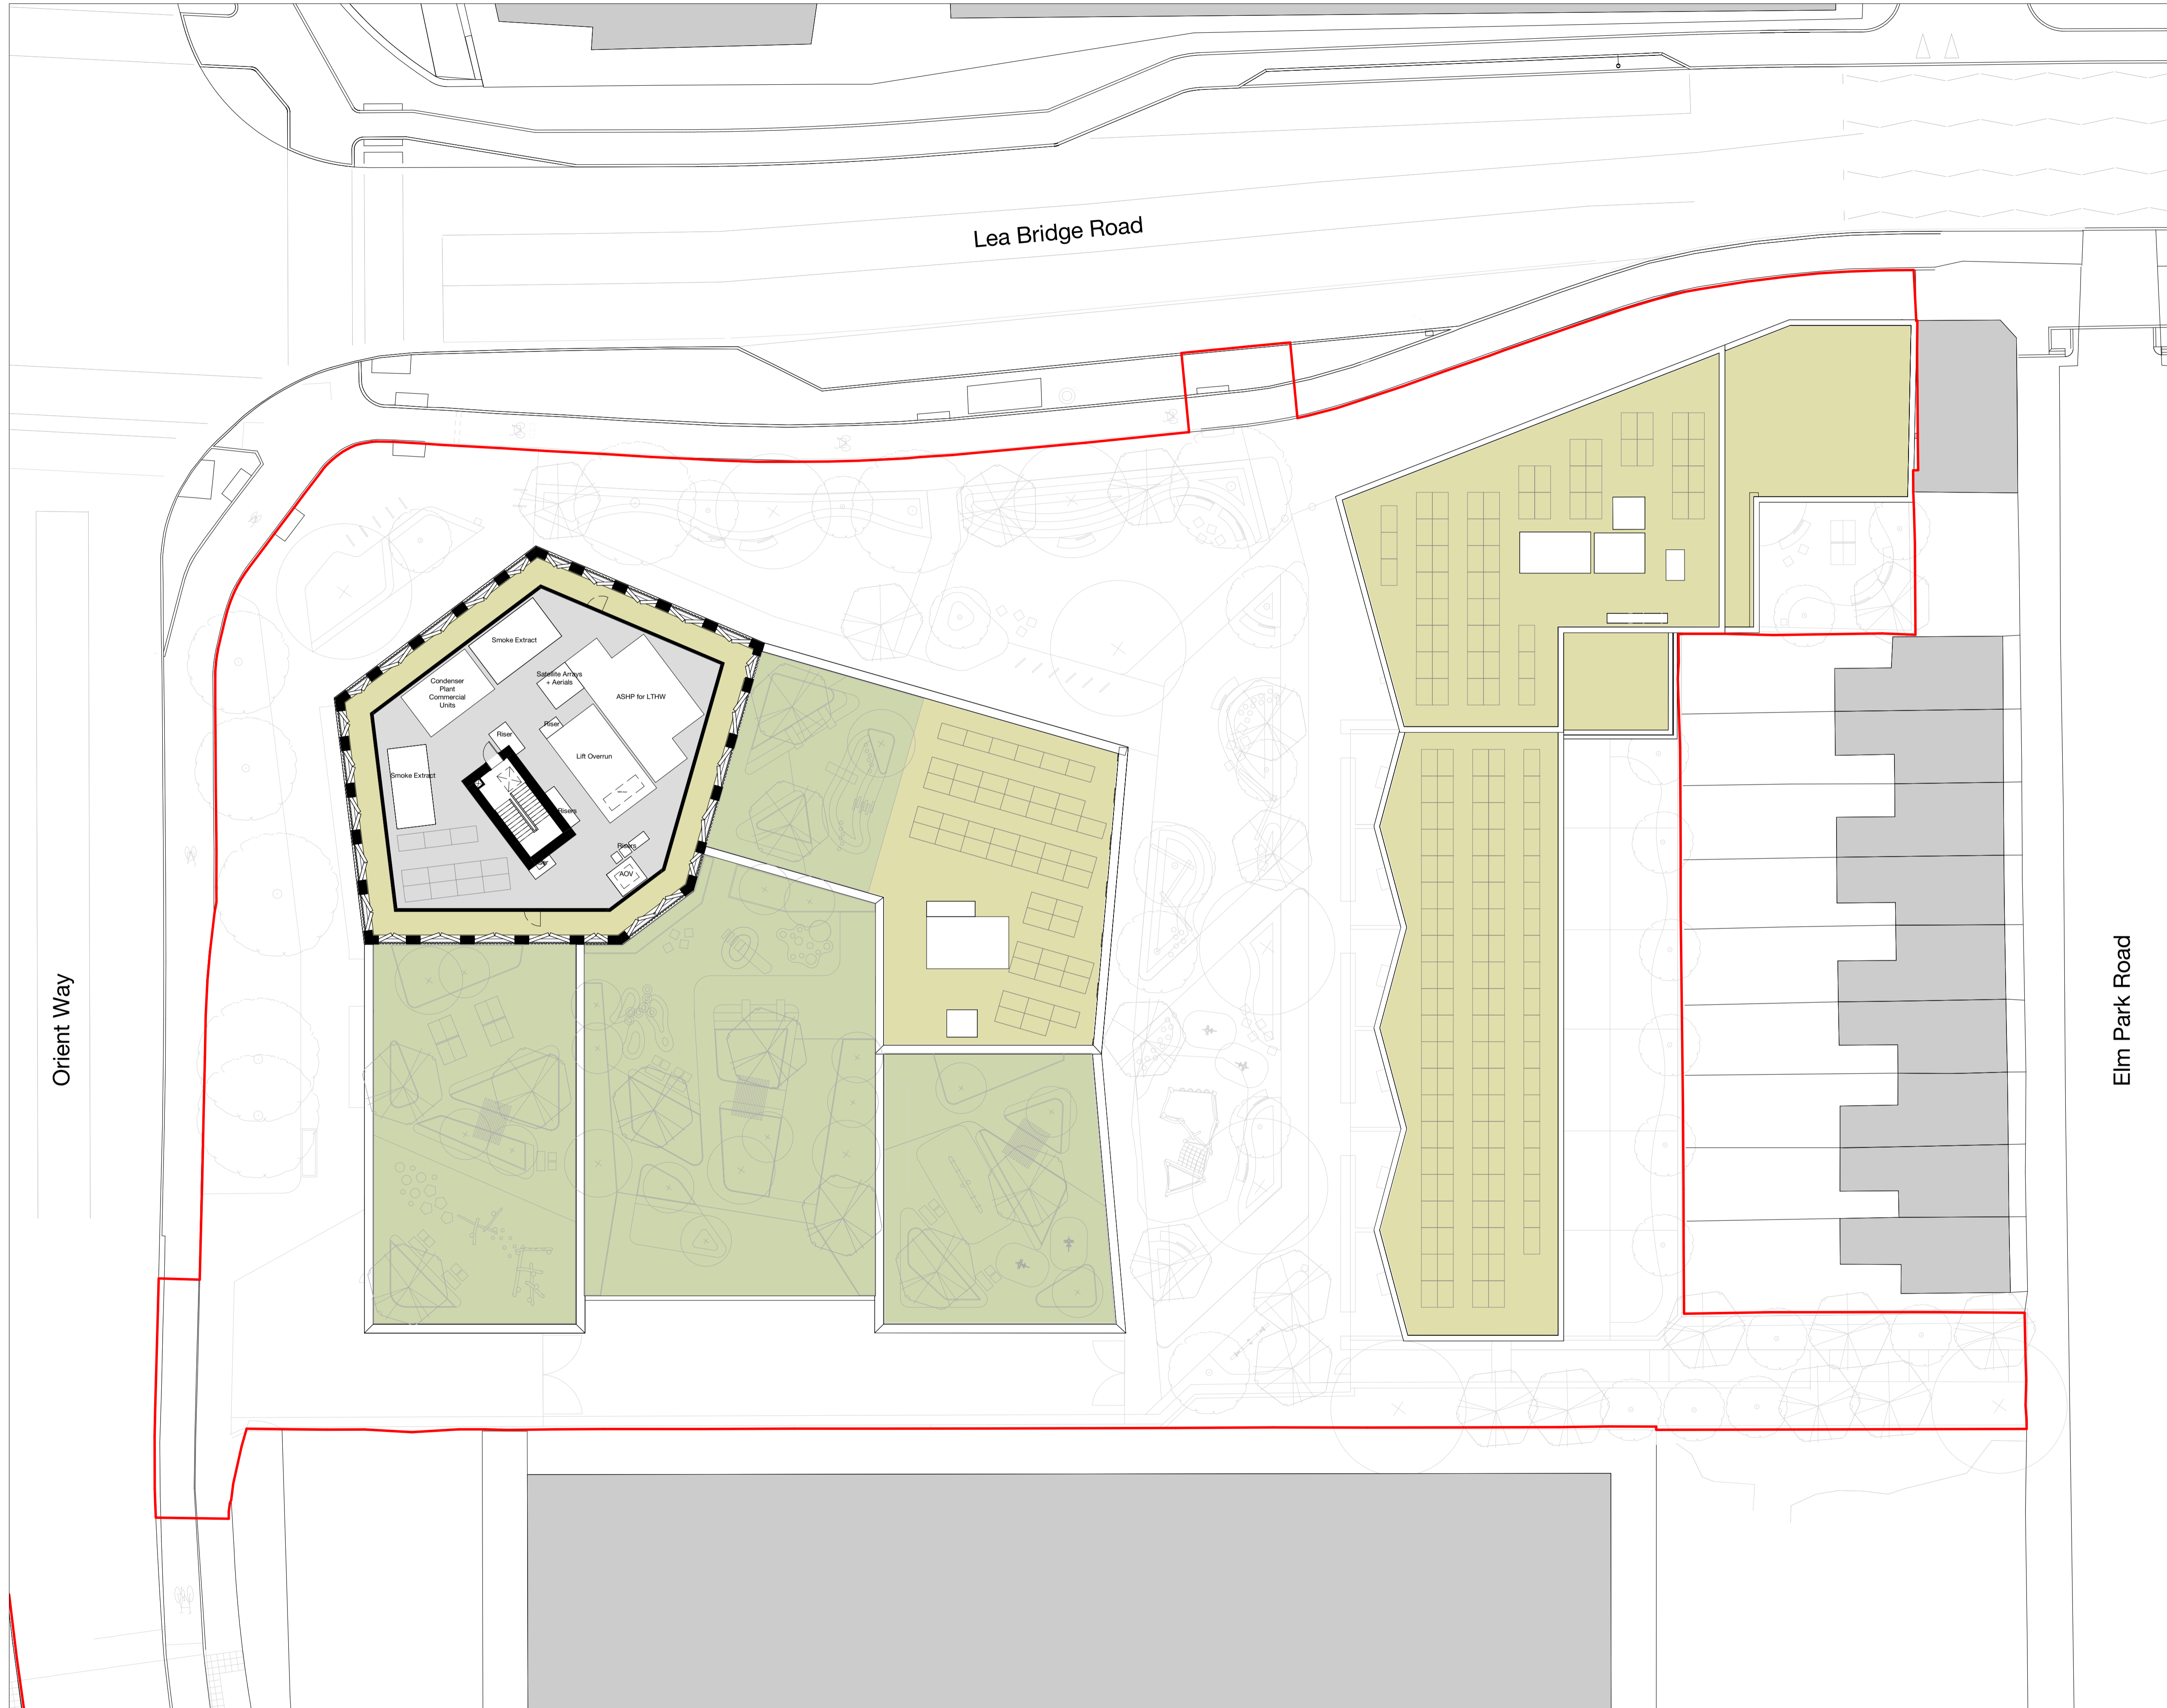 Lea Bridge Road
Smoke Extract
Satellite Arrays
+ Aerials
Condenser
Plant
Commercial
Units
ASHP for LTHW
Riser
Riser
Lift Overrun
Smoke Extract
Risers
Risers
AOV
Orient Way
Elm Park Road